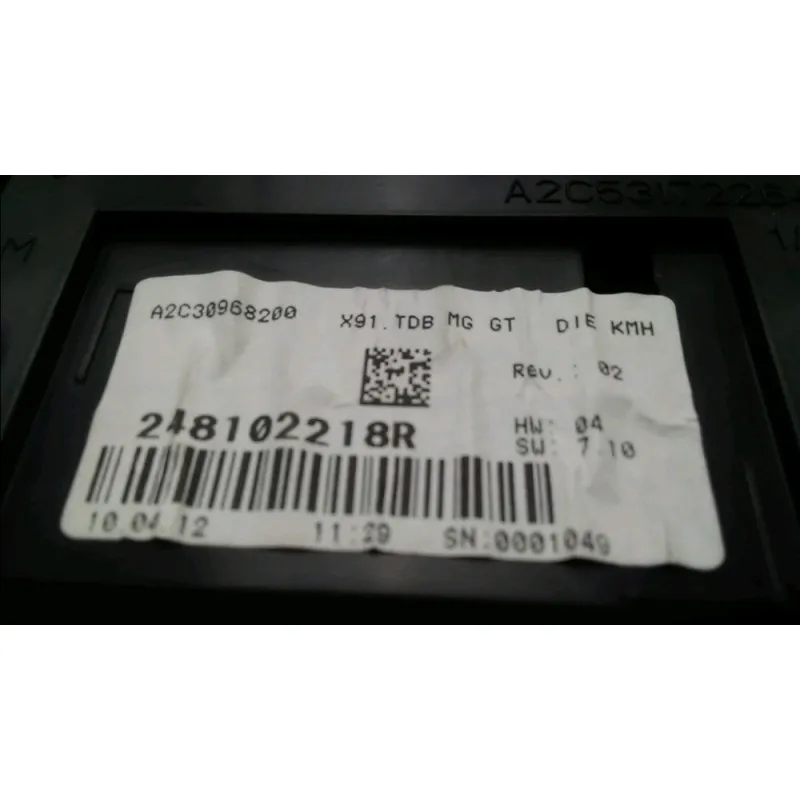 A2C5317228
M
A2C30968200 X91.TDB MG GT DIE KMH
Rev.: 02
248102218R
HW: 04
SW: 7.10
10.04.12 11:29 SN:0001049